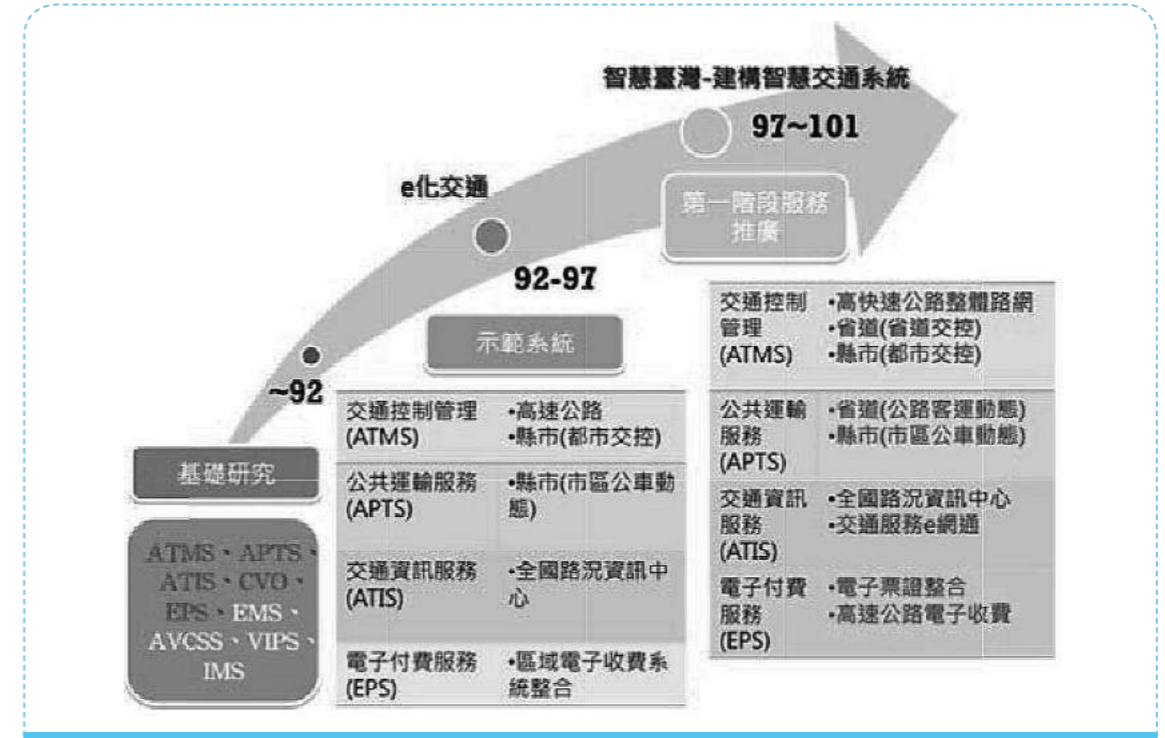 智慧臺灣-建構智慧交通系統
97~101
e化交通
第一階段服務
推廣
92-97
示範系統
~92
基礎研究
ATMS、APTS、
ATIS、CVO、
EPS、EMS、
AVCSS、VIPS、
IMS
交通控制管理
(ATMS)
•高速公路
•縣市(都市交控)
公共運輸服務
(APTS)
•縣市(市區公車動
態)
交通資訊服務
(ATIS)
•全國路況資訊中
心
電子付費服務
(EPS)
•區域電子收費系
統整合
交通控制
管理
(ATMS)
•高快速公路整體路網
•省道(省道交控)
•縣市(都市交控)
公共運輸
服務
(APTS)
•省道(公路客運動態)
•縣市(市區公車動態)
交通資訊
服務
(ATIS)
•全國路況資訊中心
•交通服務e網通
電子付費
服務
(EPS)
•電子票證整合
•高速公路電子收費